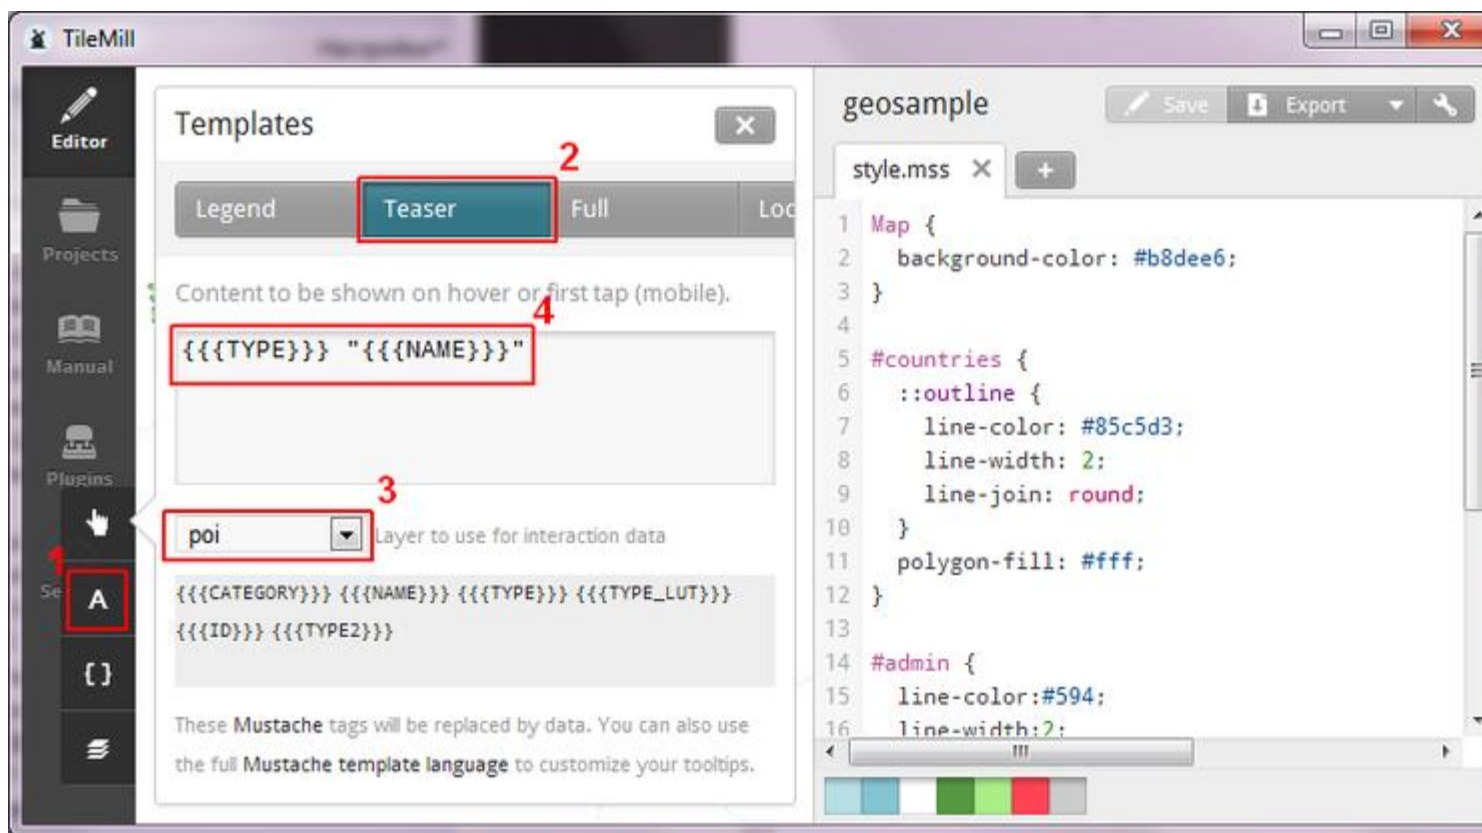 TileMill
Editor
Projects
Manual
Plugins
1
A
{}
Templates
2
Legend Teaser Full
Content to be shown on hover or first tap (mobile).
4
{{{TYPE}}} "{{{NAME}}}"
3
poi Layer to use for interaction data
{{{CATEGORY}}} {{{NAME}}} {{{TYPE}}} {{{TYPE_LUT}}}
{{{ID}}} {{{TYPE2}}}
These Mustache tags will be replaced by data. You can also use
the full Mustache template language to customize your tooltips.
geosample Save Export
style.mss +
1 Map {
2 background-color: #b8dee6;
3 }
4
5 #countries {
6 ::outline {
7 line-color: #85c5d3;
8 line-width: 2;
9 line-join: round;
10 }
11 polygon-fill: #fff;
12 }
13
14 #admin {
15 line-color:#594;
16 line-width:2;